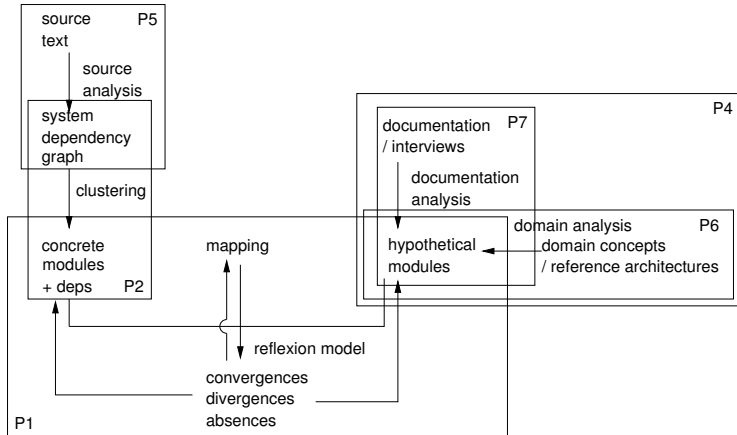 source
text
P5
source
analysis
system
dependency
graph
clustering
concrete
modules
+ deps
P2
mapping
reflexion model
convergences
divergences
absences
P1
P4
P7
documentation
/ interviews
documentation
analysis
P6
domain analysis
hypothetical
modules
domain concepts
/ reference architectures